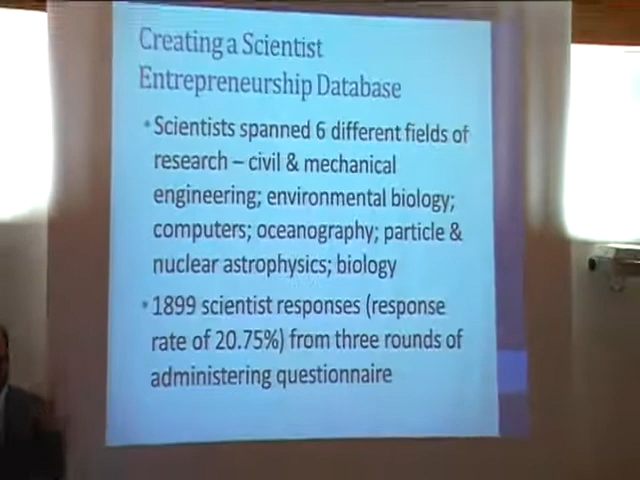 Creating a Scientist
Entrepreneurship Database
• Scientists spanned 6 different fields of
research – civil & mechanical
engineering; environmental biology;
computers; oceanography; particle &
nuclear astrophysics; biology
• 1899 scientist responses (response
rate of 20.75%) from three rounds of
administering questionnaire